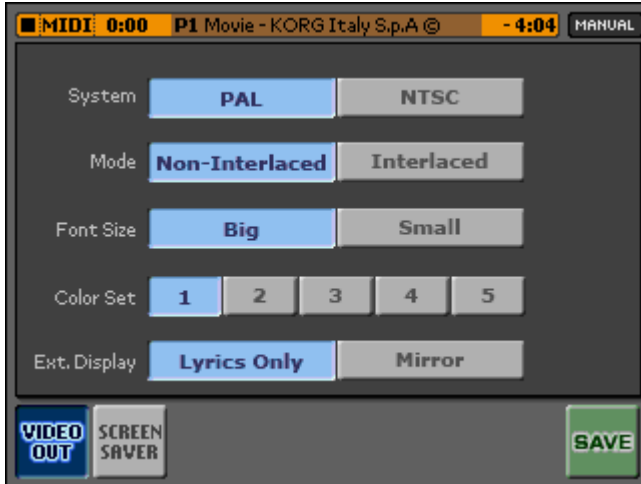 MIDI 0:00 P1 Movie - KORG Italy S.p.A © - 4:04 MANUAL
System PAL NTSC
Mode Non-Interlaced Interlaced
Font Size Big Small
Color Set 1 2 3 4 5
Ext. Display Lyrics Only Mirror
VIDEO OUT
SCREEN SAVER
SAVE